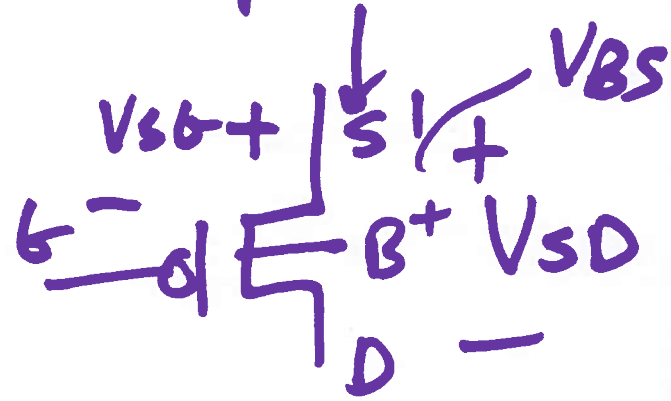 VBS
VSG + S +
G −
B+ VSD
D −